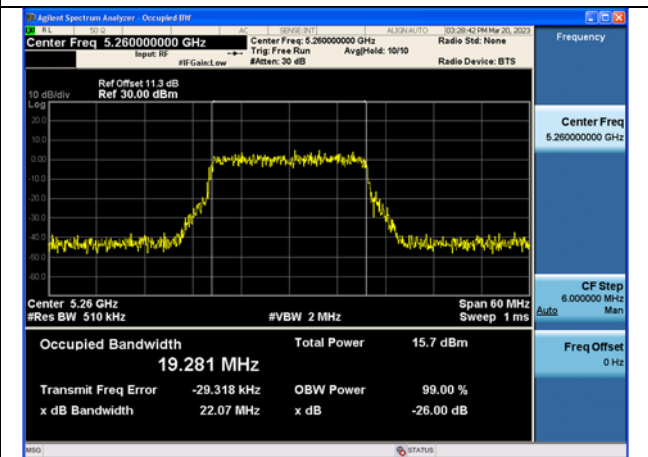 Agilent Spectrum Analyzer - Occupied BW
RL 50 Ω AC SENSE:INT ALIGN AUTO 03:28:42 PM Mar 20, 2023
Center Freq 5.260000000 GHz Center Freq: 5.260000000 GHz Radio Std: None Frequency
Input: RF Trig: Free Run Avg|Hold: 10/10
#IFGain:Low #Atten: 30 dB Radio Device: BTS
Ref Offset 11.3 dB
10 dB/div Ref 30.00 dBm
Log
20.0
10.0
0.00
-10.0
-20.0
-30.0
-40.0
-50.0
-60.0
Center Freq
5.260000000 GHz
Center 5.26 GHz Span 60 MHz
#Res BW 510 kHz #VBW 2 MHz Sweep 1 ms
CF Step
6.000000 MHz
Auto Man
Occupied Bandwidth Total Power 15.7 dBm
19.281 MHz
Transmit Freq Error -29.318 kHz OBW Power 99.00 %
x dB Bandwidth 22.07 MHz x dB -26.00 dB
Freq Offset
0 Hz
MSG STATUS